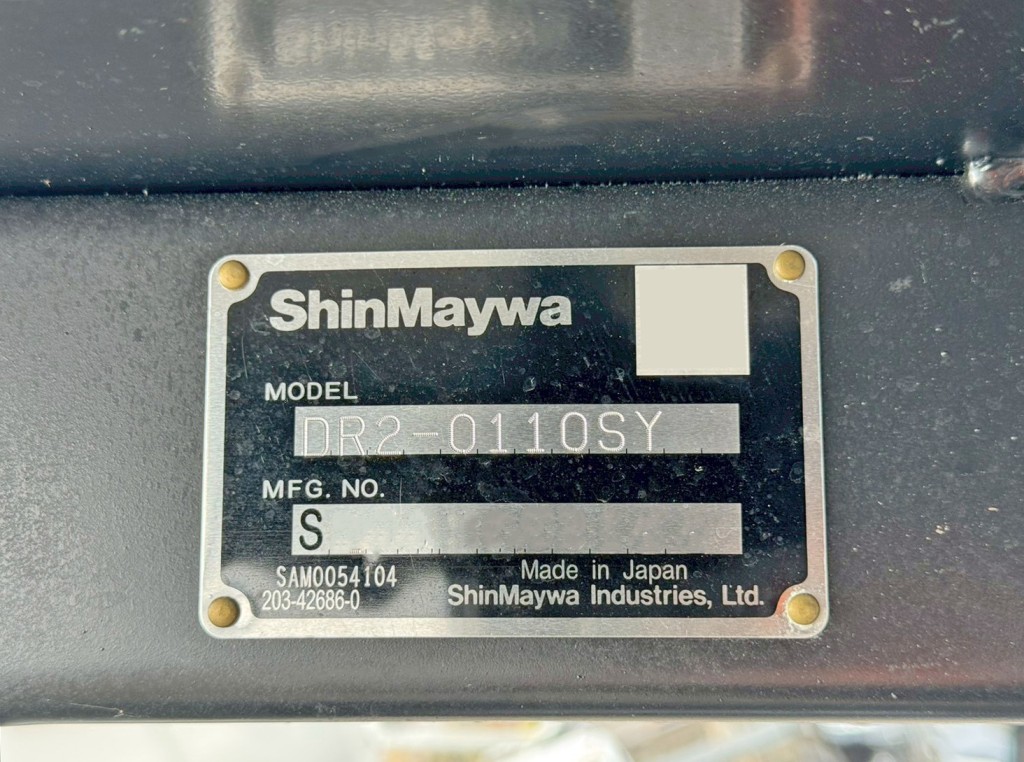 ShinMaywa
MODEL
DR2-0110SY
MFG. NO.
S
SAM0054104
203-42686-0
Made in Japan
ShinMaywa Industries, Ltd.